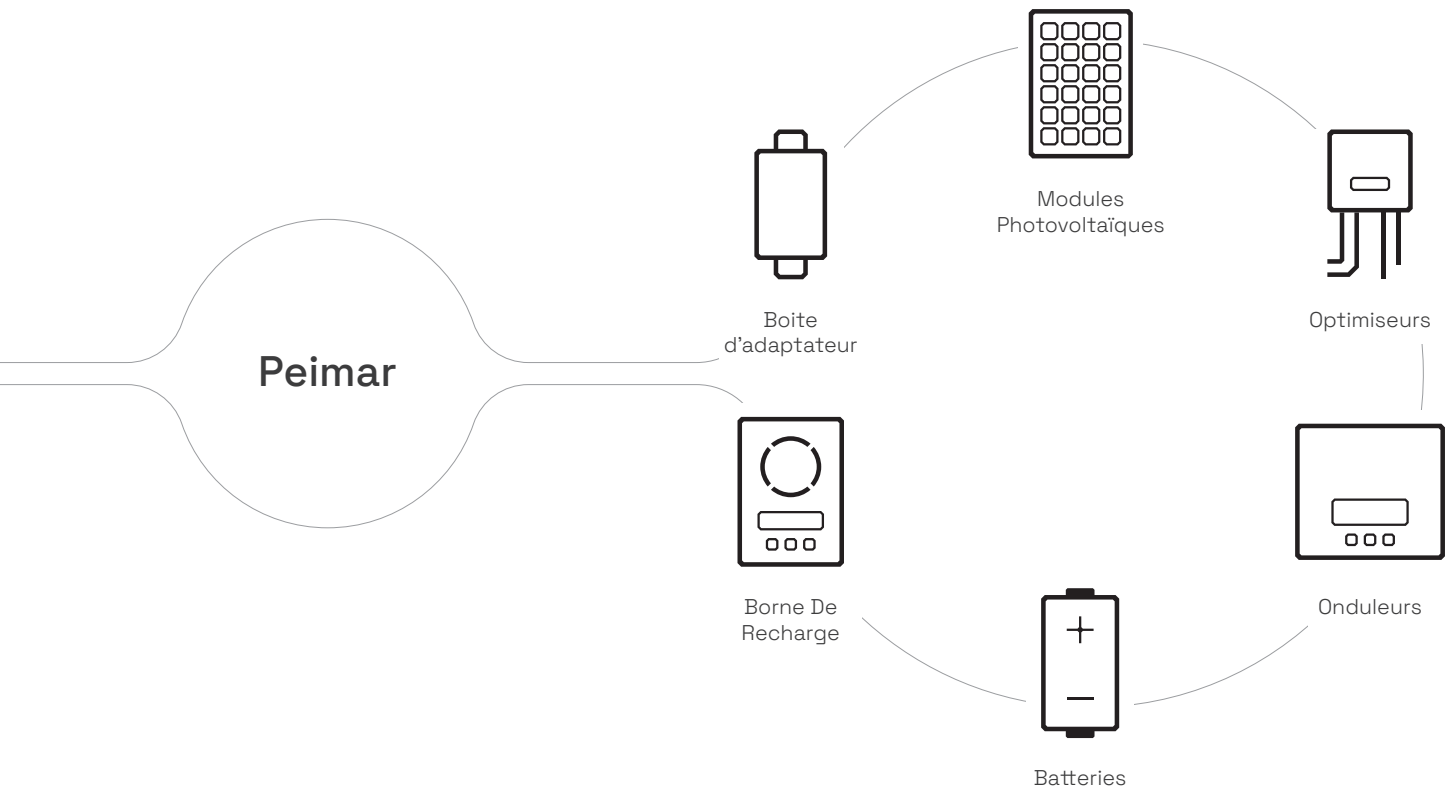 Peimar
Modules
Photovoltaïques
Boite
d’adaptateur
Optimiseurs
Borne De
Recharge
Onduleurs
Batteries